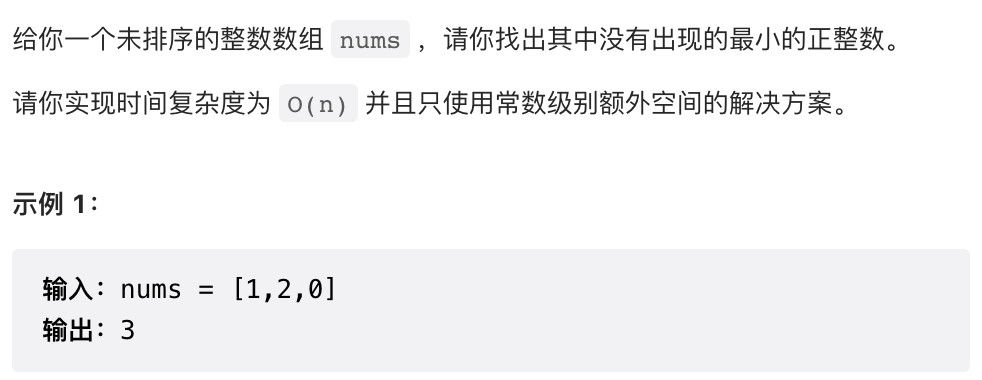 给你一个未排序的整数数组 nums ，请你找出其中没有出现的最小的正整数。
请你实现时间复杂度为 O(n) 并且只使用常数级别额外空间的解决方案。
示例 1：
输入：nums = [1,2,0]
输出：3